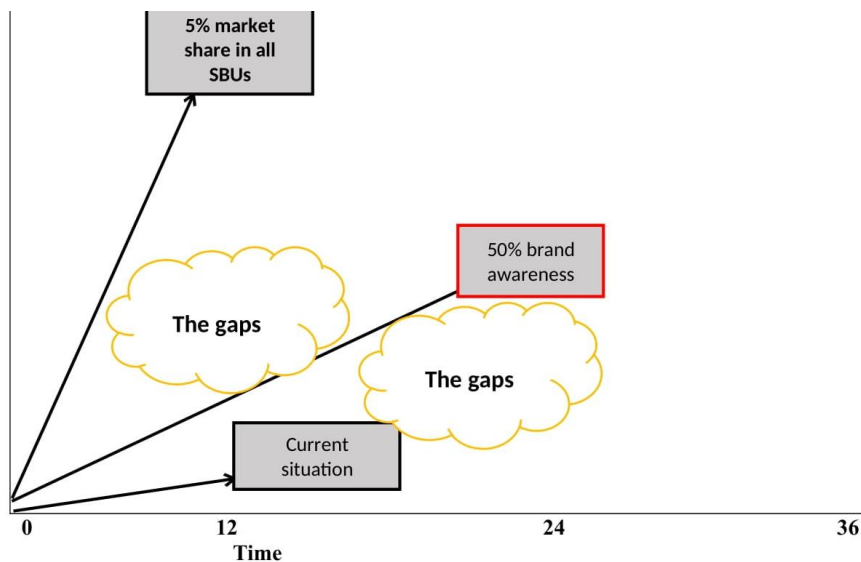 5% market
share in all
SBUs
50% brand
awareness
The gaps
The gaps
Current
situation
0 12 24 36
Time